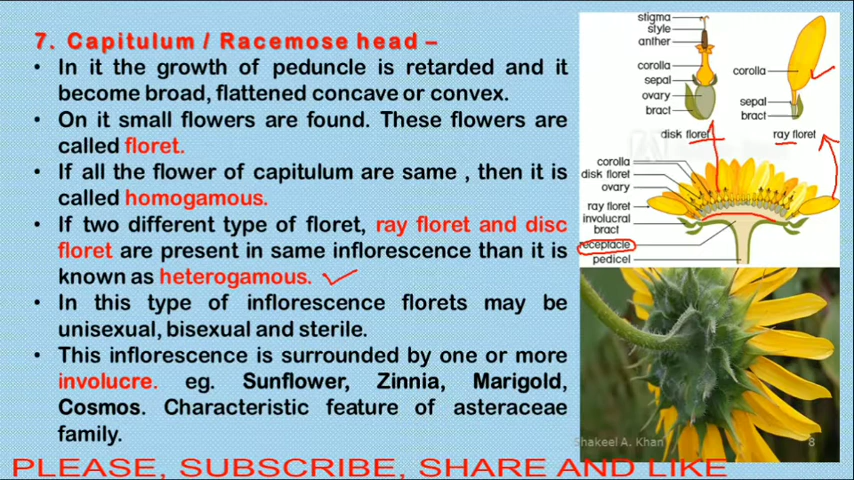 7. Capitulum / Racemose head –
• In it the growth of peduncle is retarded and it
become broad, flattened concave or convex.
• On it small flowers are found. These flowers are
called floret.
• If all the flower of capitulum are same , then it is
called homogamous.
• If two different type of floret, ray floret and disc
floret are present in same inflorescence than it is
known as heterogamous.
• In this type of inflorescence florets may be
unisexual, bisexual and sterile.
• This inflorescence is surrounded by one or more
involucre. eg. Sunflower, Zinnia, Marigold,
Cosmos. Characteristic feature of asteraceae
family.
stigma
style
anther
corolla
sepal
ovary
bract
disk floret
corolla
sepal
bract
ray floret
corolla
disk floret
ovary
ray floret
involucral
bract
receptacle
pedicel
Shakeel A. Khan
8
PLEASE, SUBSCRIBE, SHARE AND LIKE